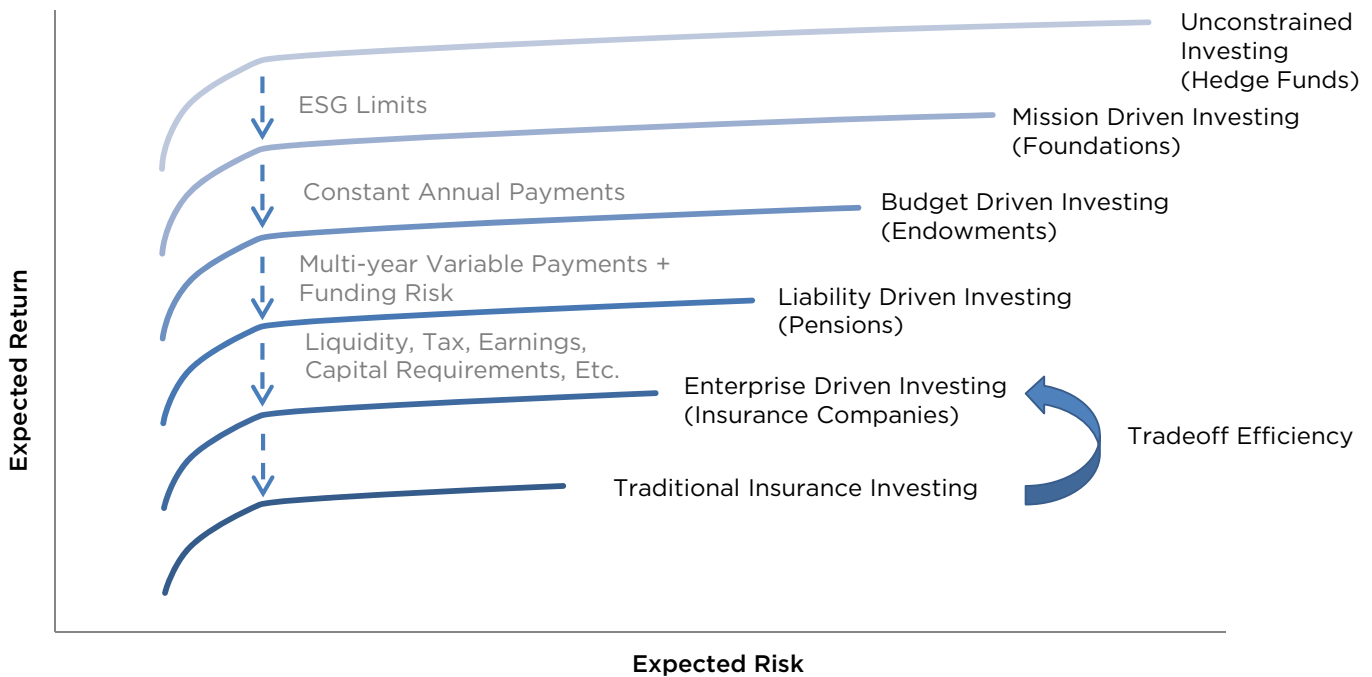 Unconstrained
Investing
(Hedge Funds)
ESG Limits
Mission Driven Investing
(Foundations)
Constant Annual Payments
Budget Driven Investing
(Endowments)
Multi-year Variable Payments +
Funding Risk
Liability Driven Investing
(Pensions)
Liquidity, Tax, Earnings,
Capital Requirements, Etc.
Enterprise Driven Investing
(Insurance Companies)
Tradeoff Efficiency
Traditional Insurance Investing
Expected Return
Expected Risk